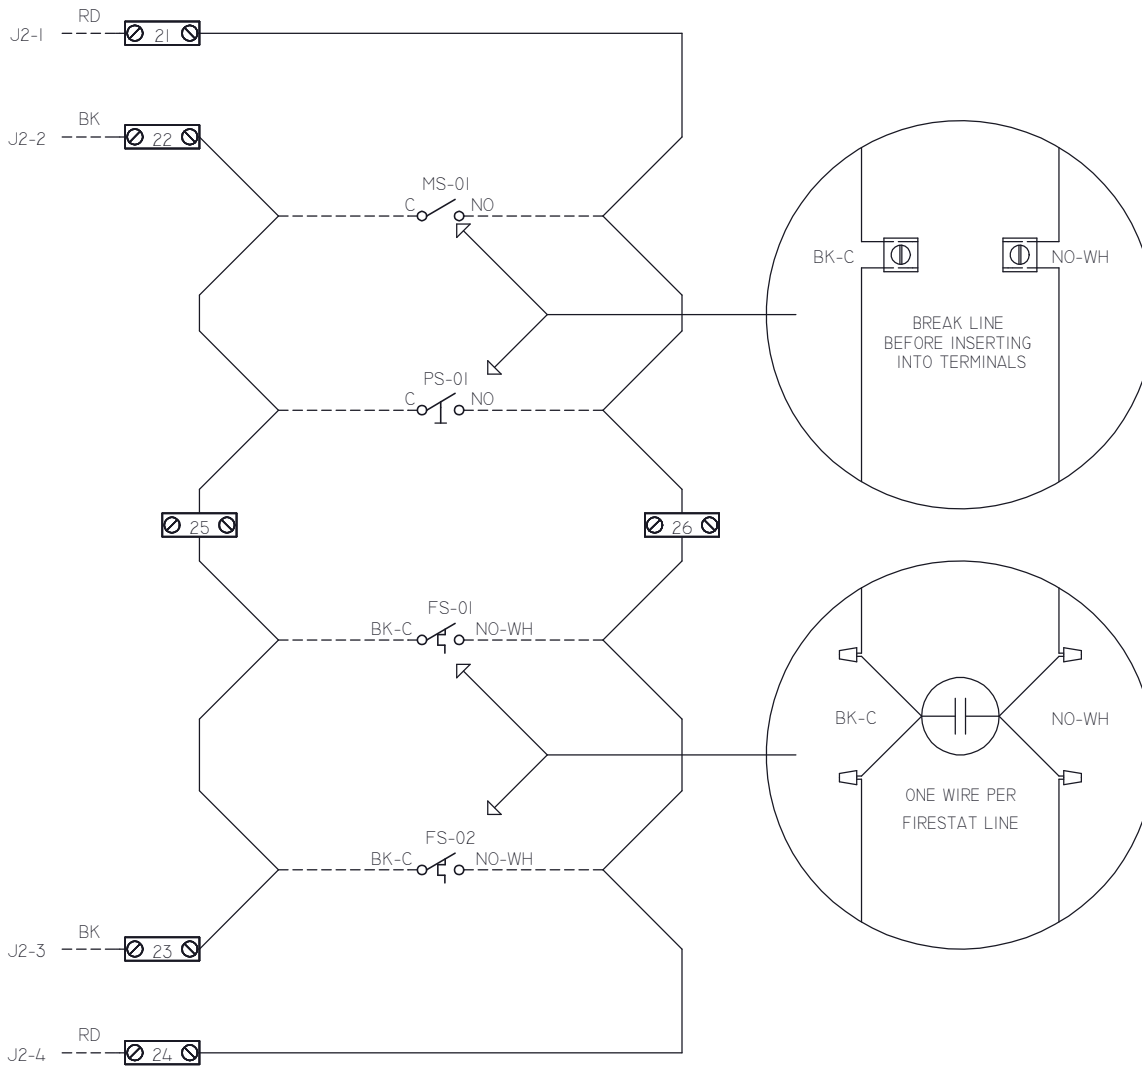 RD
J2-1
21
BK
J2-2
22
MS-01
C
NO
BK-C
NO-WH
BREAK LINE
BEFORE INSERTING
INTO TERMINALS
PS-01
C
NO
25
26
FS-01
BK-C
NO-WH
BK-C
NO-WH
ONE WIRE PER
FIRESTAT LINE
FS-02
BK-C
NO-WH
BK
J2-3
23
RD
J2-4
24